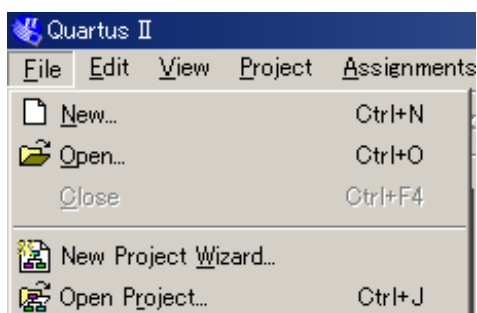 Quartus II
File Edit View Project Assignments
New... Ctrl+N
Open... Ctrl+O
Close Ctrl+F4
New Project Wizard...
Open Project... Ctrl+J